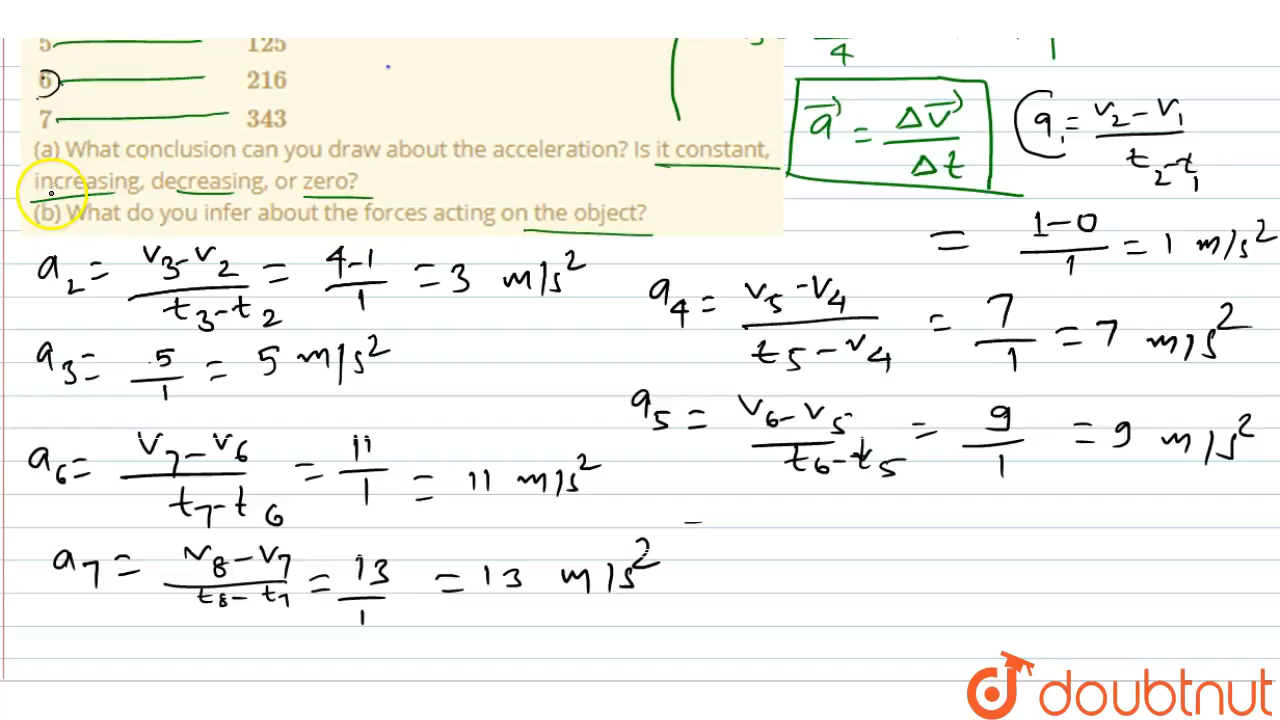 5 125
6 216
7 343
(a) What conclusion can you draw about the acceleration? Is it constant,
increasing, decreasing, or zero?
(b) What do you infer about the forces acting on the object?
4 1
a⃗ = Δv⃗ / Δt
a₁ = v₂ - v₁ / t₂ - t₁
= 1-0 / 1 = 1 m/s²
a₂ = v₃ - v₂ / t₃ - t₂ = 4-1 / 1 = 3 m/s²
a₃ = 5 / 1 = 5 m/s²
a₄ = v₅ - v₄ / t₅ - v₄ = 7 / 1 = 7 m/s²
a₅ = v₆ - v₅ / t₆ - t₅ = 9 / 1 = 9 m/s²
a₆ = v₇ - v₆ / t₇ - t₆ = 11 / 1 = 11 m/s²
a₇ = v₈ - v₇ / t₈ - t₇ = 13 / 1 = 13 m/s²
doubtnut